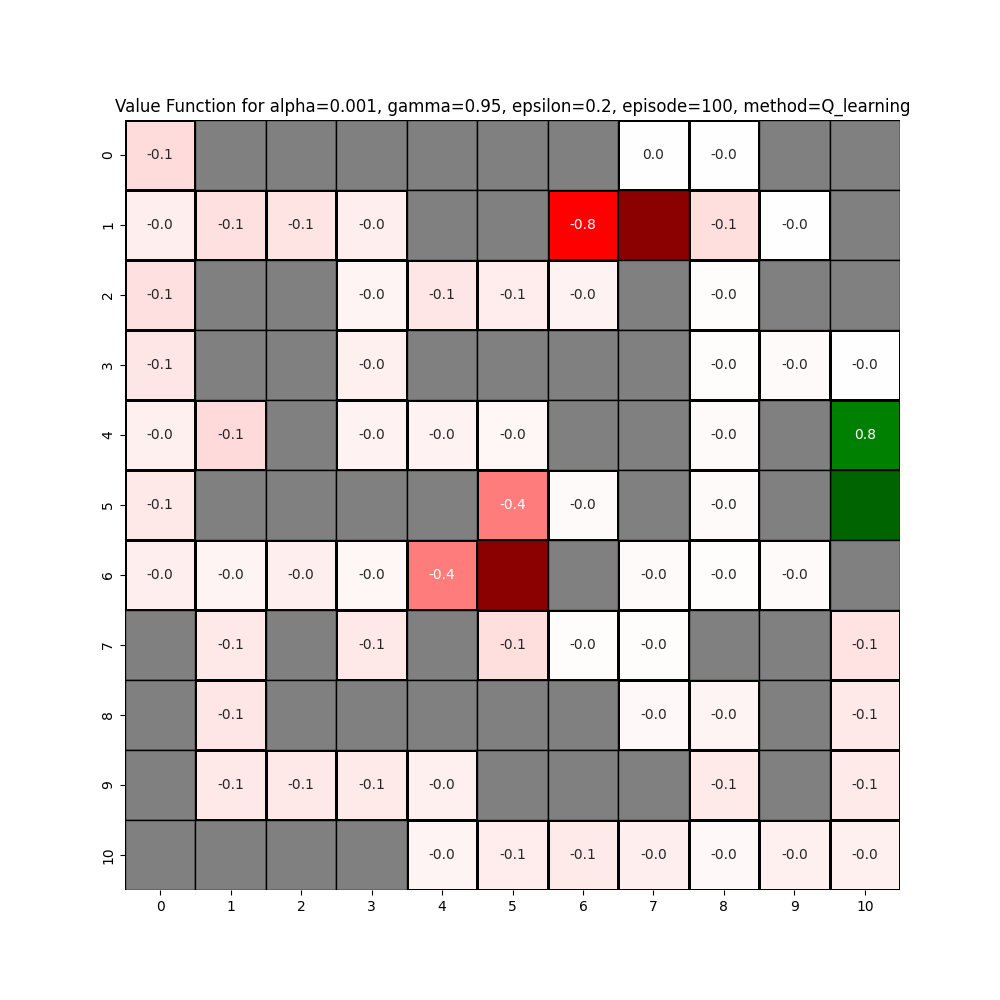 Value Function for alpha=0.001, gamma=0.95, epsilon=0.2, episode=100, method=Q_learning
0 -0.1 0.0 -0.0
1 -0.0 -0.1 -0.1 -0.0 -0.8 -0.1 -0.0
2 -0.1 -0.0 -0.1 -0.1 -0.0 -0.0
3 -0.1 -0.0 -0.0 -0.0 -0.0
4 -0.0 -0.1 -0.0 -0.0 -0.0 -0.0 0.8
5 -0.1 -0.4 -0.0 -0.0
6 -0.0 -0.0 -0.0 -0.0 -0.4 -0.0 -0.0 -0.0
7 -0.1 -0.1 -0.1 -0.0 -0.0 -0.1
8 -0.1 -0.0 -0.0 -0.1
9 -0.1 -0.1 -0.1 -0.0 -0.1 -0.1
10 -0.0 -0.1 -0.1 -0.0 -0.0 -0.0 -0.0
0 1 2 3 4 5 6 7 8 9 10